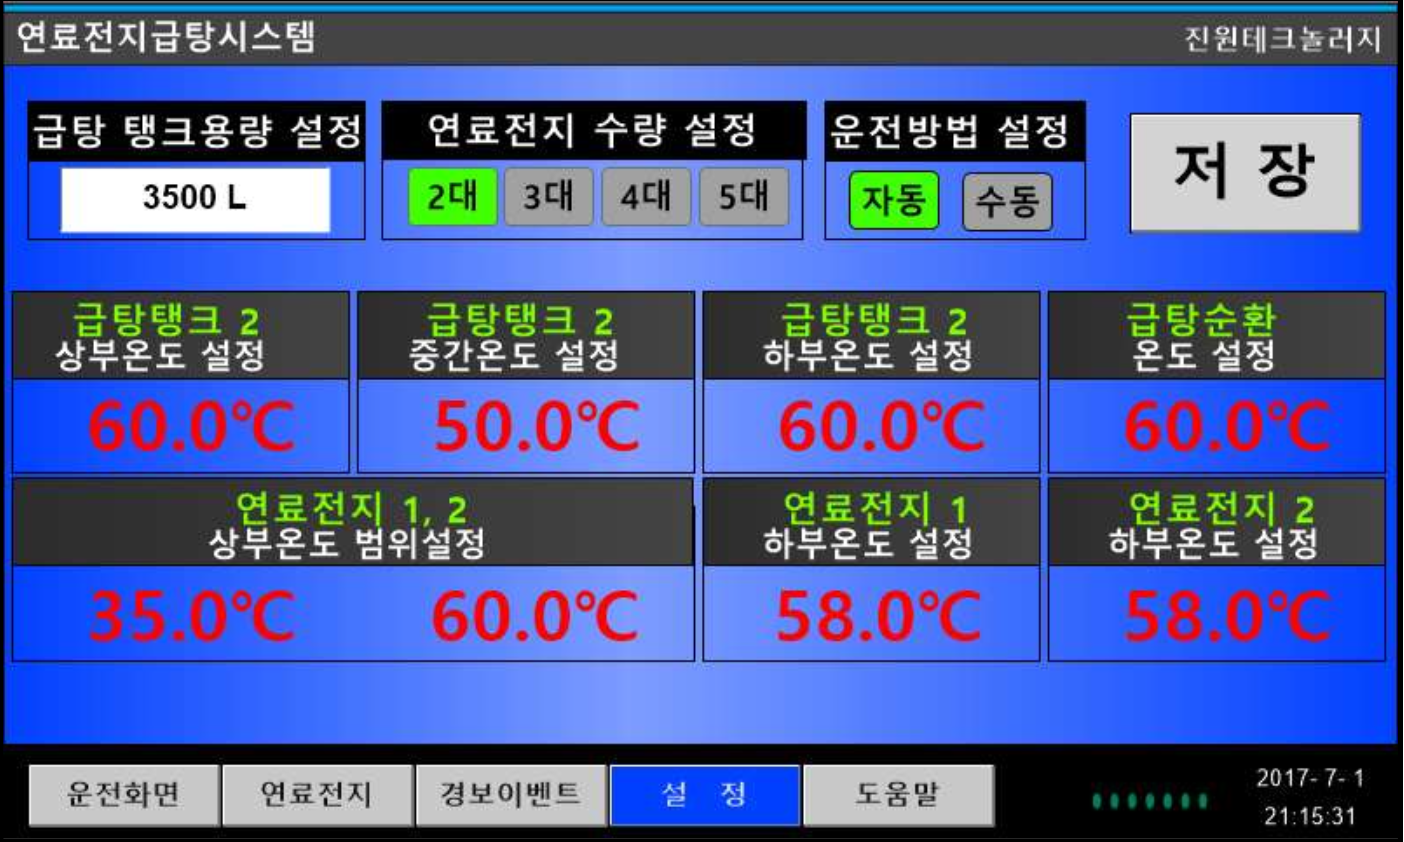 연료전지급탕시스템
진원테크놀러지
급탕 탱크용량 설정
3500 L
연료전지 수량 설정
2대 3대 4대 5대
운전방법 설정
자동 수동
저 장
급탕탱크 2
상부온도 설정
60.0℃
급탕탱크 2
중간온도 설정
50.0℃
급탕탱크 2
하부온도 설정
60.0℃
급탕순환
온도 설정
60.0℃
연료전지 1, 2
상부온도 범위설정
35.0℃ 60.0℃
연료전지 1
하부온도 설정
58.0℃
연료전지 2
하부온도 설정
58.0℃
운전화면 연료전지 경보이벤트 설 정 도움말
2017- 7- 1
21:15:31